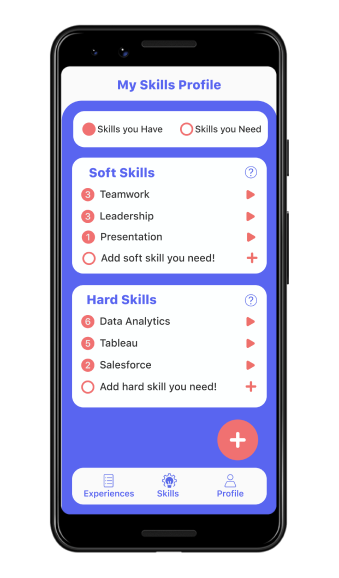 My Skills Profile
Skills you Have Skills you Need
Soft Skills ?
3 Teamwork
3 Leadership
1 Presentation
Add soft skill you need! +
Hard Skills ?
6 Data Analytics
5 Tableau
2 Salesforce
Add hard skill you need! +
+
Experiences Skills Profile